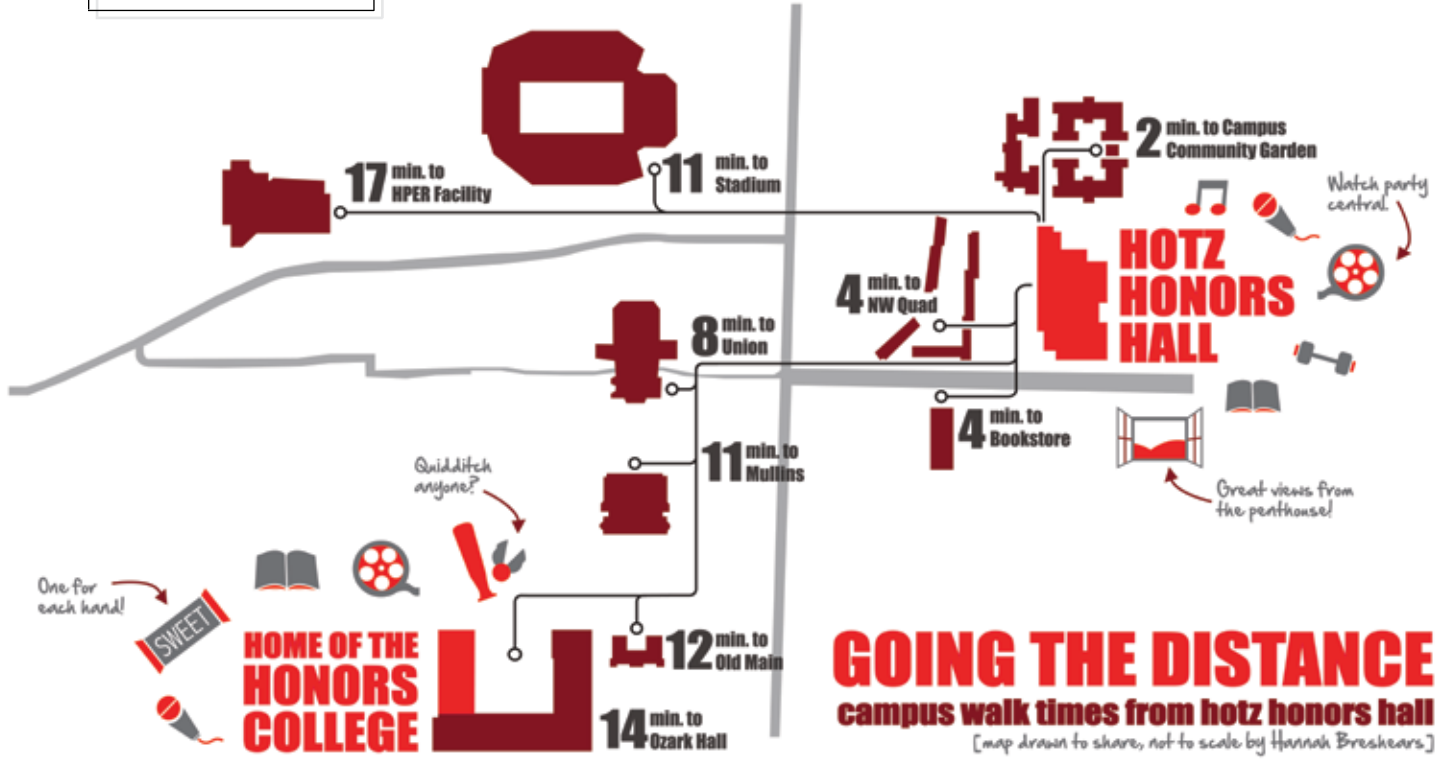 2 min. to Campus
Community Garden
17 min. to
HPER Facility
11 min. to
Stadium
Watch party
central.
HOTZ
HONORS
HALL
4 min. to
NW Quad
8 min. to
Union
4 min. to
Bookstore
11 min. to
Mullins
Quidditch
anyone?
Great views from
the penthouse!
One for
each hand!
SWEET
HOME OF THE
HONORS
COLLEGE
12 min. to
Old Main
14 min. to
Ozark Hall
GOING THE DISTANCE
campus walk times from hotz honors hall
[map drawn to share, not to scale by Hannah Breshears]